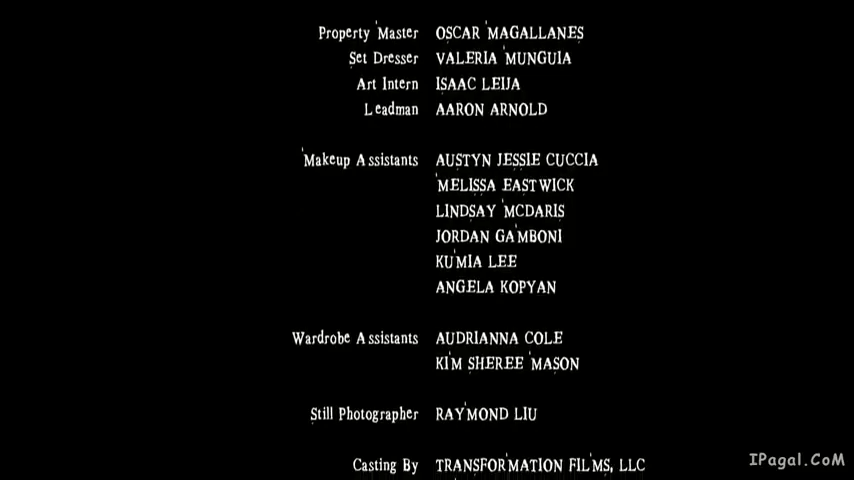 Property Master OSCAR MAGALLANES
Set Dresser VALERIA MUNGUIA
Art Intern ISAAC LEIJA
Leadman AARON ARNOLD
Makeup Assistants AUSTYN JESSIE CUCCIA
MELISSA EASTWICK
LINDSAY MCDARIS
JORDAN GAMBONI
KUMIA LEE
ANGELA KOPYAN
Wardrobe Assistants AUDRIANNA COLE
KIM SHEREE MASON
Still Photographer RAYMOND LIU
Casting By TRANSFORMATION FILMS, LLC
IPagal.CoM